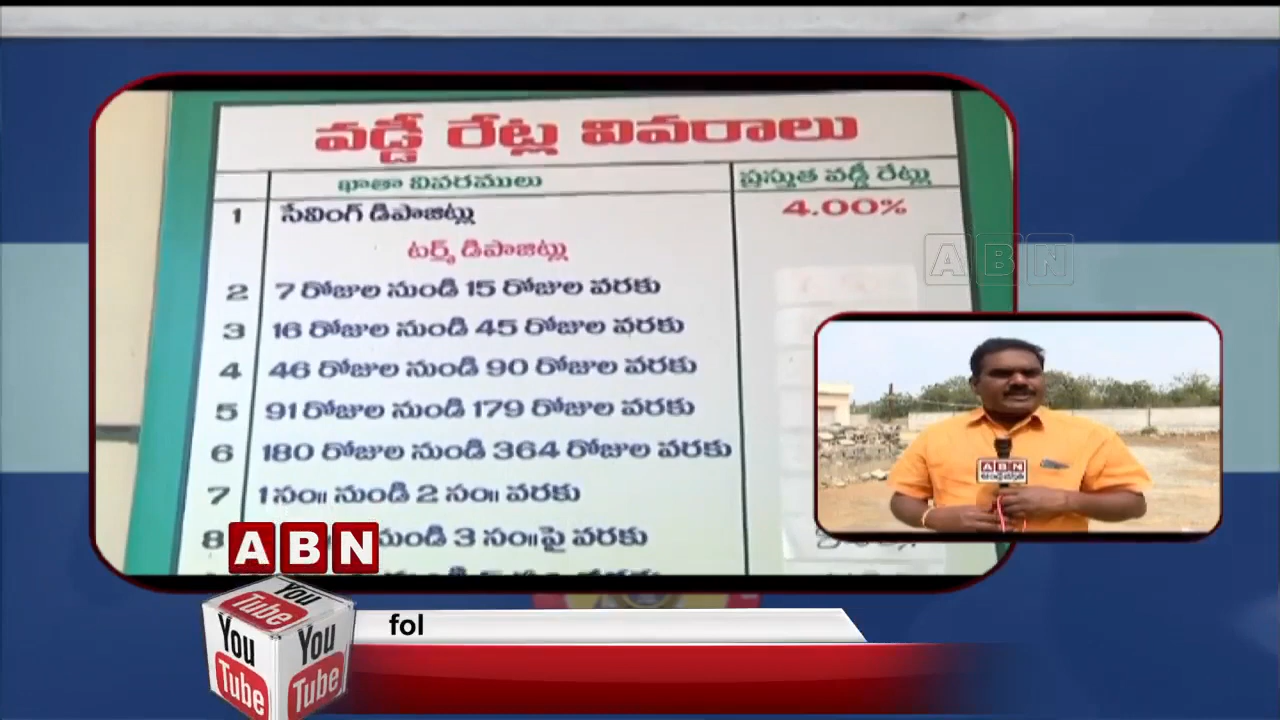 వడ్డీ రేట్ల వివరాలు
ఖాతా వివరములు ప్రస్తుత వడ్డీ రేట్లు
1 సేవింగ్ డిపాజిట్లు 4.00%
టర్మ్ డిపాజిట్లు
2 7 రోజుల నుండి 15 రోజుల వరకు
3 16 రోజుల నుండి 45 రోజుల వరకు
4 46 రోజుల నుండి 90 రోజుల వరకు
5 91 రోజుల నుండి 179 రోజుల వరకు
6 180 రోజుల నుండి 364 రోజుల వరకు
7 1 సం॥ నుండి 2 సం॥ వరకు
8 నుండి 3 సం॥పై వరకు
ABN
ABN
ABN
You
Tube
You
Tube
You
Tube
fol